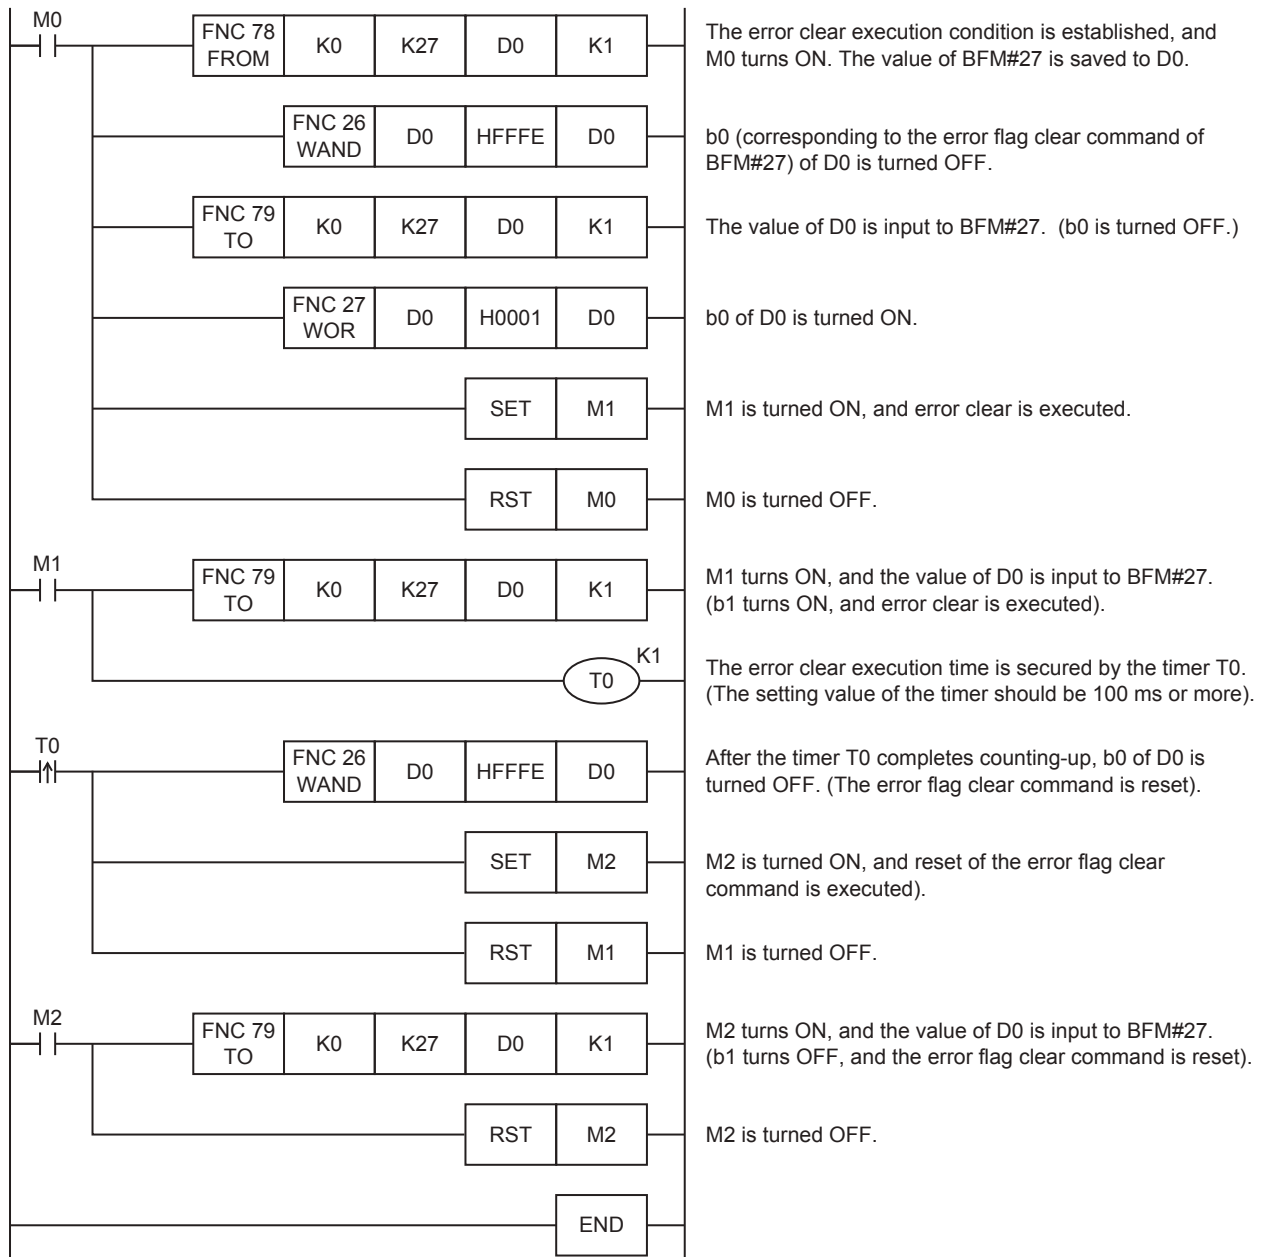 M0
FNC 78
FROM K0 K27 D0 K1
The error clear execution condition is established, and
M0 turns ON. The value of BFM#27 is saved to D0.
FNC 26
WAND D0 HFFFE D0
b0 (corresponding to the error flag clear command of
BFM#27) of D0 is turned OFF.
FNC 79
TO K0 K27 D0 K1
The value of D0 is input to BFM#27. (b0 is turned OFF.)
FNC 27
WOR D0 H0001 D0
b0 of D0 is turned ON.
SET M1
M1 is turned ON, and error clear is executed.
RST M0
M0 is turned OFF.
M1
FNC 79
TO K0 K27 D0 K1
M1 turns ON, and the value of D0 is input to BFM#27.
(b1 turns ON, and error clear is executed).
K1
T0
The error clear execution time is secured by the timer T0.
(The setting value of the timer should be 100 ms or more).
T0
FNC 26
WAND D0 HFFFE D0
After the timer T0 completes counting-up, b0 of D0 is
turned OFF. (The error flag clear command is reset).
SET M2
M2 is turned ON, and reset of the error flag clear
command is executed).
RST M1
M1 is turned OFF.
M2
FNC 79
TO K0 K27 D0 K1
M2 turns ON, and the value of D0 is input to BFM#27.
(b1 turns OFF, and the error flag clear command is reset).
RST M2
M2 is turned OFF.
END